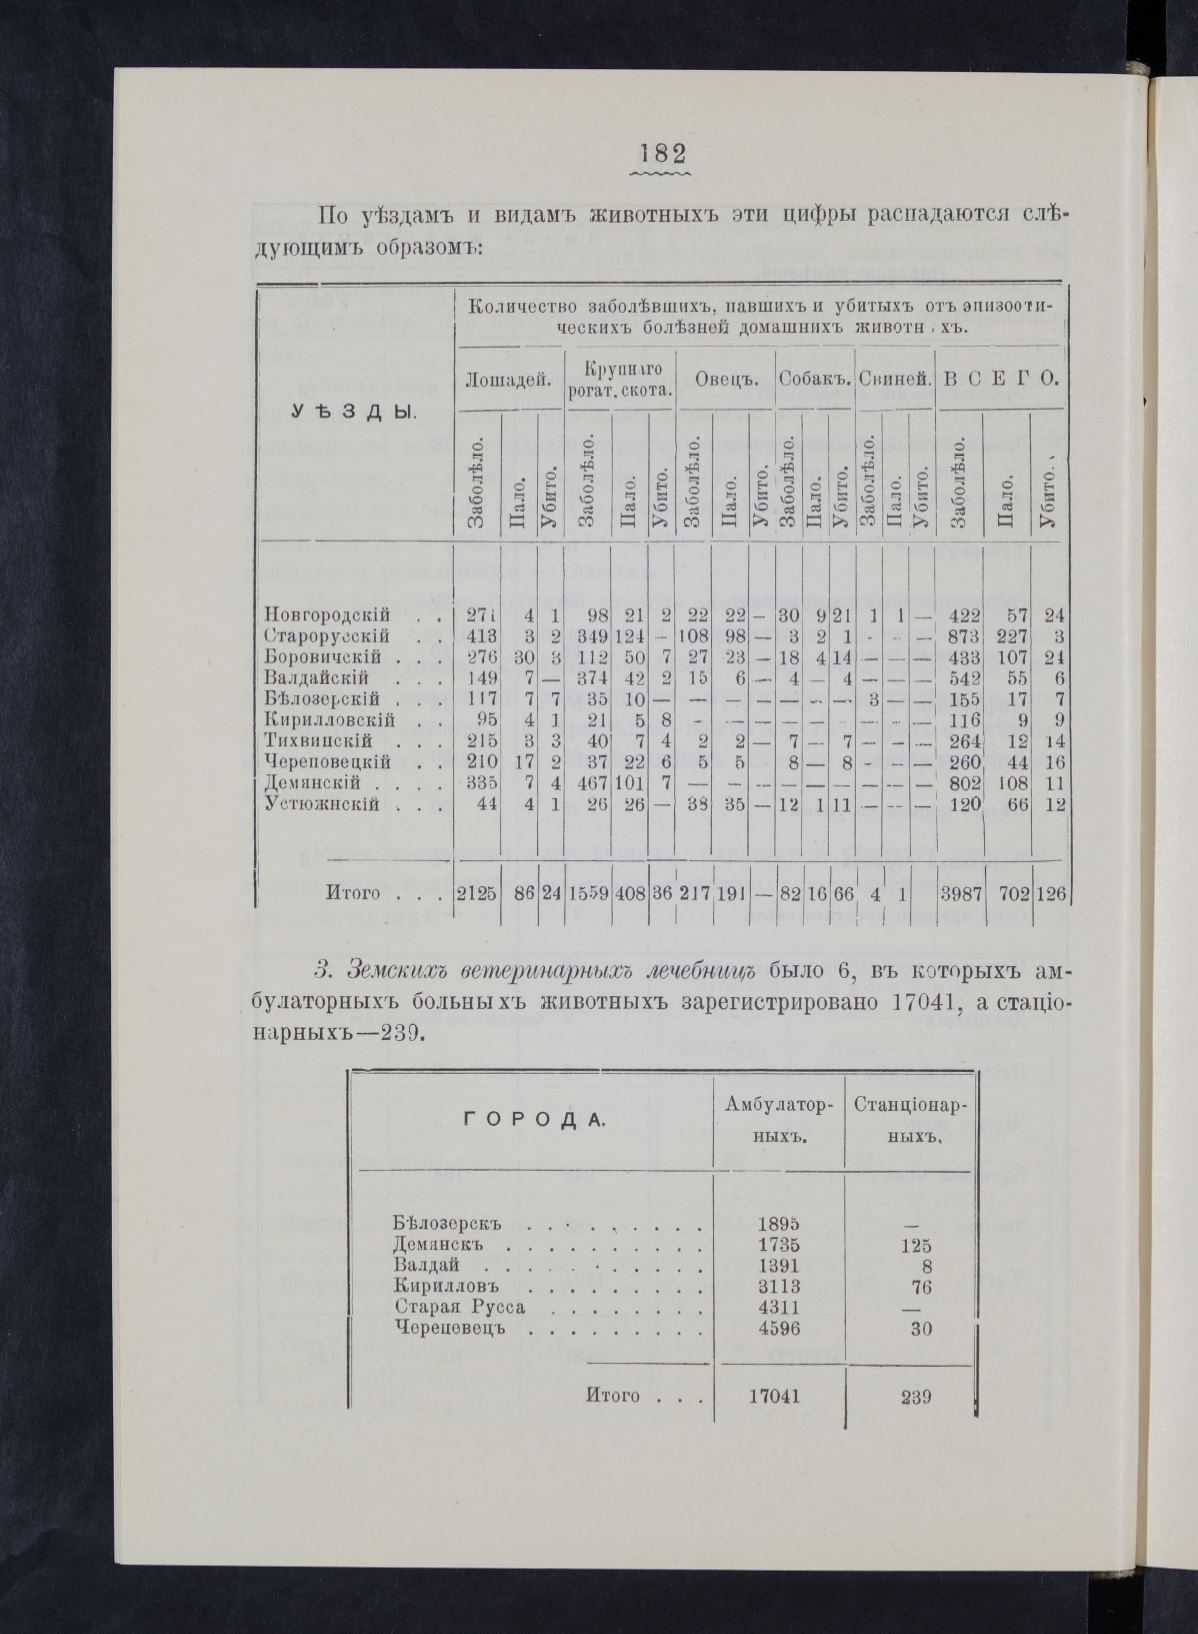 182
По уѣздамъ и видамъ животныхъ эти цифры распадаются слѣ-
дующимъ образомъ:
УѢЗДЫ.
Количество заболѣвшихъ, павшихъ и убитыхъ отъ эпизооти-
ческихъ болѣзней домашнихъ животн хъ.
Лошадей. Крупнаго рогат. скота. Овецъ. Собакъ. Свиней. ВСЕГО.
Заболѣло. Пало. Убито. Заболѣло. Пало. Убито. Заболѣло. Пало. Убито. Заболѣло. Пало. Убито. Заболѣло. Пало. Убито. Заболѣло. Пало. Убито.
Новгородскій . . 271 4 1 98 21 2 22 22 — 30 9 21 1 1 — 422 57 24
Старорусскій . . 413 3 2 349 124 — 108 98 — 3 2 1 — — — 873 227 3
Боровичскій . . . 276 30 3 112 50 7 27 23 — 18 4 14 — — — 433 107 24
Валдайскій . . . 149 7 — 374 42 2 15 6 — 4 — 4 — — — 542 55 6
Бѣлозерскій . . . 117 7 7 35 10 — — — — — — — 3 — — 155 17 7
Кирилловскій . . 95 4 1 21 5 8 — — — — — — — — — 116 9 9
Тихвинскій . . . 215 3 3 40 7 4 2 2 — 7 — 7 — — — 264 12 14
Череповецкій . . 210 17 2 37 22 6 5 5 8 — 8 — — — 260 44 16
Демянскій . . . . 335 7 4 467 101 7 — — — — — — — — — 802 108 11
Устюжнскій . . . 44 4 1 26 26 — 38 35 — 12 1 11 — — — 120 66 12
Итого . . . 2125 86 24 1559 408 36 217 191 — 82 16 66 4 1 3987 702 126
3. Земскихъ ветеринарныхъ лечебницъ было 6, въ которыхъ ам-
булаторныхъ больныхъ животныхъ зарегистрировано 17041, а стаціо-
нарныхъ—239.
ГОРОДА. Амбулатор-ныхъ. Станціонар-ныхъ,
Бѣлозерскъ . . . . . . . . . 1895 —
Демянскъ . . . . . . . . . . 1735 125
Валдай . . . . . . . . . . . 1391 8
Кирилловъ . . . . . . . . . 3113 76
Старая Русса . . . . . . . . 4311 —
Череповецъ . . . . . . . . . 4596 30
Итого . . . 17041 239